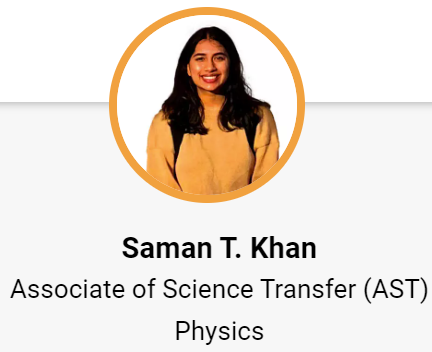 Saman T. Khan
Associate of Science Transfer (AST)
Physics